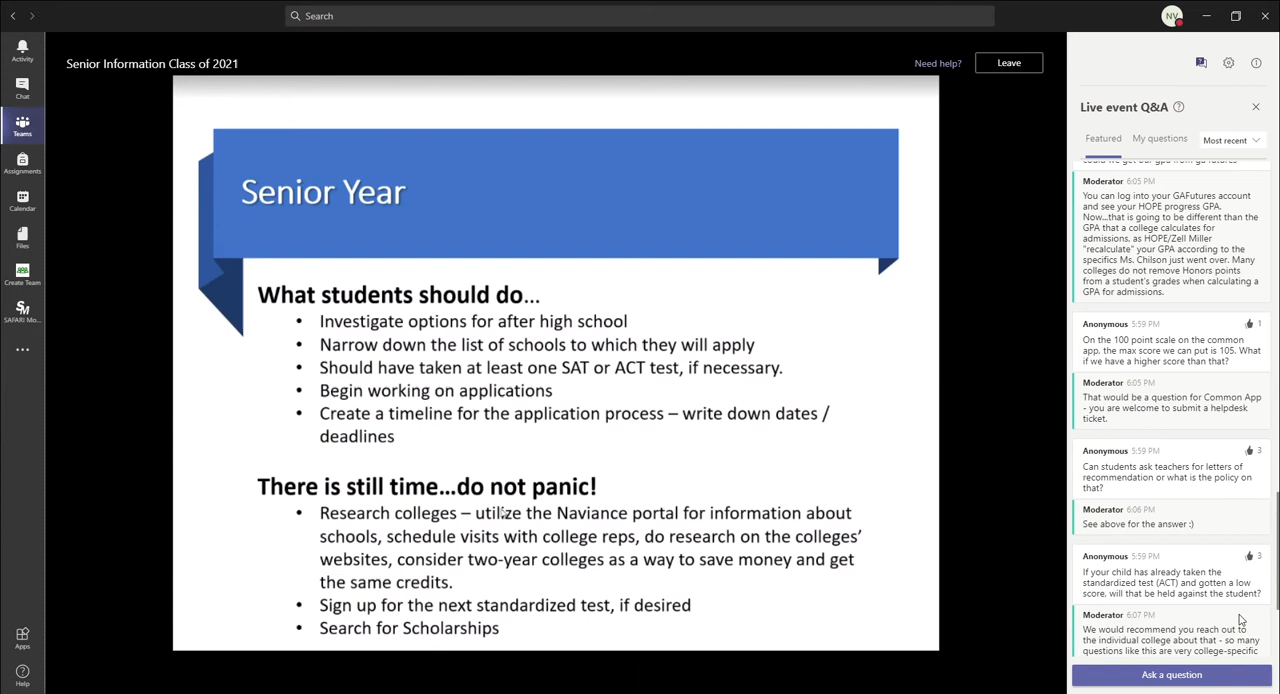 Search
NV
Activity
Chat
Teams
Assignments
Calendar
Files
Create Team
SAFARI Mo...
Apps
Help
Senior Information Class of 2021
Need help?
Leave
Senior Year
What students should do...
• Investigate options for after high school
• Narrow down the list of schools to which they will apply
• Should have taken at least one SAT or ACT test, if necessary.
• Begin working on applications
• Create a timeline for the application process – write down dates /
deadlines
There is still time...do not panic!
• Research colleges – utilize the Naviance portal for information about
schools, schedule visits with college reps, do research on the colleges'
websites, consider two-year colleges as a way to save money and get
the same credits.
• Sign up for the next standardized test, if desired
• Search for Scholarships
Live event Q&A
Featured My questions Most recent
could we get our gpa from ga futures
Moderator 6:05 PM
You can log into your GAFutures account
and see your HOPE progress GPA.
Now...that is going to be different than the
GPA that a college calculates for
admissions, as HOPE/Zell Miller
"recalculate" your GPA according to the
specifics Ms. Chilson just went over. Many
colleges do not remove Honors points
from a student's grades when calculating a
GPA for admissions.
Anonymous 5:59 PM 1
On the 100 point scale on the common
app, the max score we can put is 105. What
if we have a higher score than that?
Moderator 6:05 PM
That would be a question for Common App
- you are welcome to submit a helpdesk
ticket.
Anonymous 5:59 PM 3
Can students ask teachers for letters of
recommendation or what is the policy on
that?
Moderator 6:06 PM
See above for the answer :)
Anonymous 5:59 PM 3
If your child has already taken the
standardized test (ACT) and gotten a low
score, will that be held against the student?
Moderator 6:07 PM
We would recommend you reach out to
the individual college about that - so many
questions like this are very college-specific
Ask a question